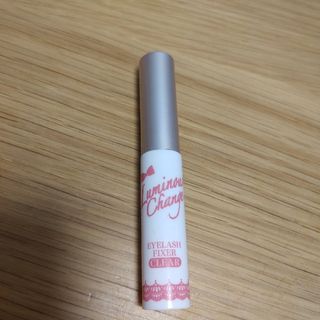 Luminous
Change
EYELASH
FIXER
CLEAR